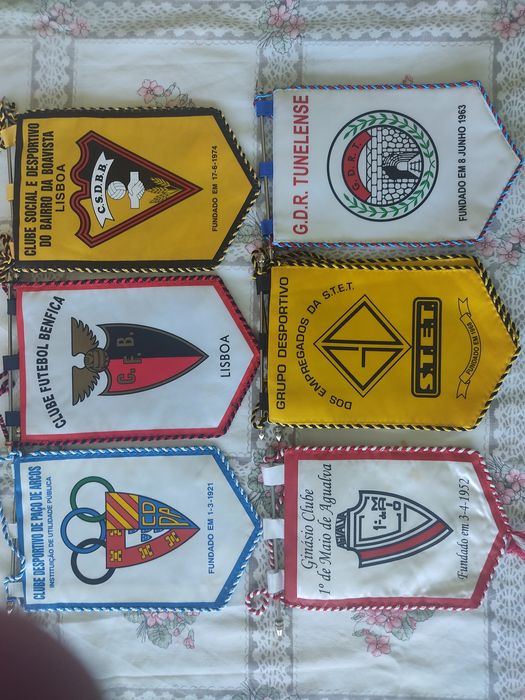 CLUBE SOCIAL E DESPORTIVO
DO BAIRRO DA BOAVISTA
LISBOA
C.S.D.B.B.
FUNDADO EM 17-6-1974
G.D.R. TUNELENSE
G.D.R.T.
FUNDADO EM 8 JUNHO 1963
CLUBE FUTEBOL BENFICA
C.F.B.
LISBOA
GRUPO DESPORTIVO
DOS EMPREGADOS DA S.T.E.T.
S.T.E.T.
CLUBE DESPORTIVO DE PAÇO DE ARCOS
INSTITUIÇÃO DE UTILIDADE PÚBLICA
CDPA
FUNDADO EM 1-3-1921
Ginásio Clube
1º de Maio de Agualva
Fundado em 3-4-1952